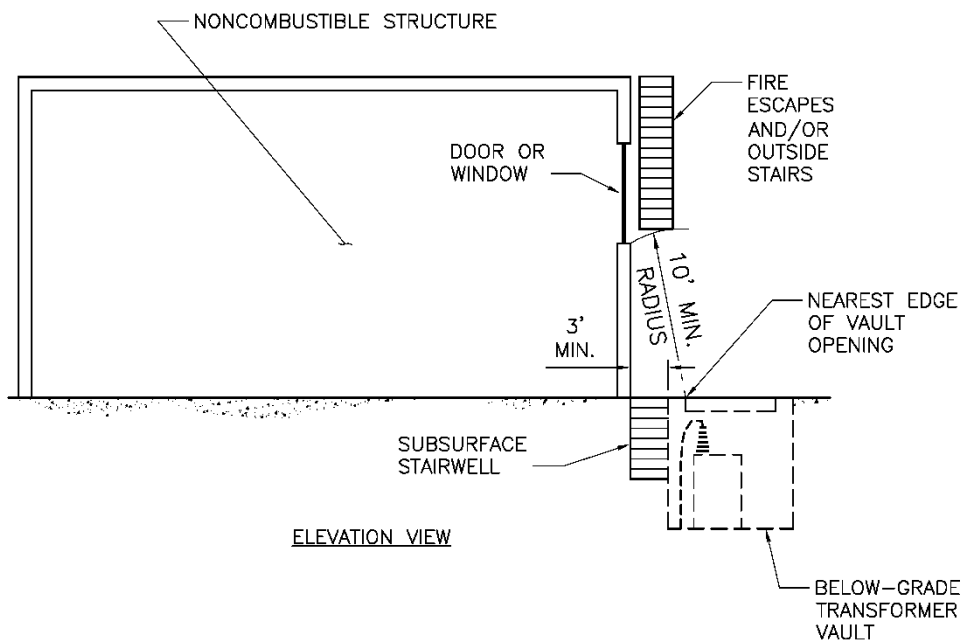 NONCOMBUSTIBLE STRUCTURE
FIRE
ESCAPES
AND/OR
OUTSIDE
STAIRS
DOOR OR
WINDOW
10' MIN.
RADIUS
3'
MIN.
NEAREST EDGE
OF VAULT
OPENING
SUBSURFACE
STAIRWELL
ELEVATION VIEW
BELOW-GRADE
TRANSFORMER
VAULT